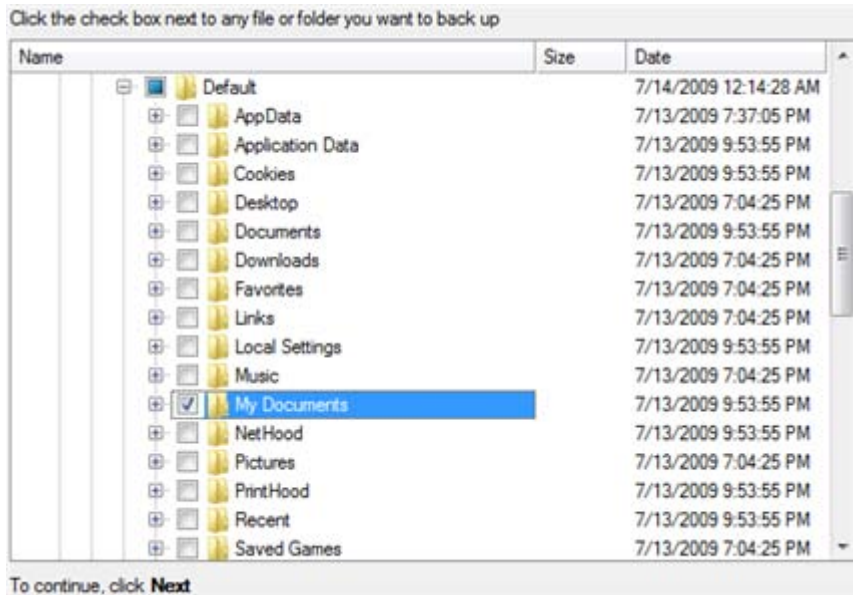 Click the check box next to any file or folder you want to back up
Name Size Date
Default 7/14/2009 12:14:28 AM
AppData 7/13/2009 7:37:05 PM
Application Data 7/13/2009 9:53:55 PM
Cookies 7/13/2009 9:53:55 PM
Desktop 7/13/2009 7:04:25 PM
Documents 7/13/2009 9:53:55 PM
Downloads 7/13/2009 7:04:25 PM
Favorites 7/13/2009 7:04:25 PM
Links 7/13/2009 7:04:25 PM
Local Settings 7/13/2009 9:53:55 PM
Music 7/13/2009 7:04:25 PM
My Documents 7/13/2009 9:53:55 PM
NetHood 7/13/2009 9:53:55 PM
Pictures 7/13/2009 7:04:25 PM
PrintHood 7/13/2009 9:53:55 PM
Recent 7/13/2009 9:53:55 PM
Saved Games 7/13/2009 7:04:25 PM
To continue, click Next